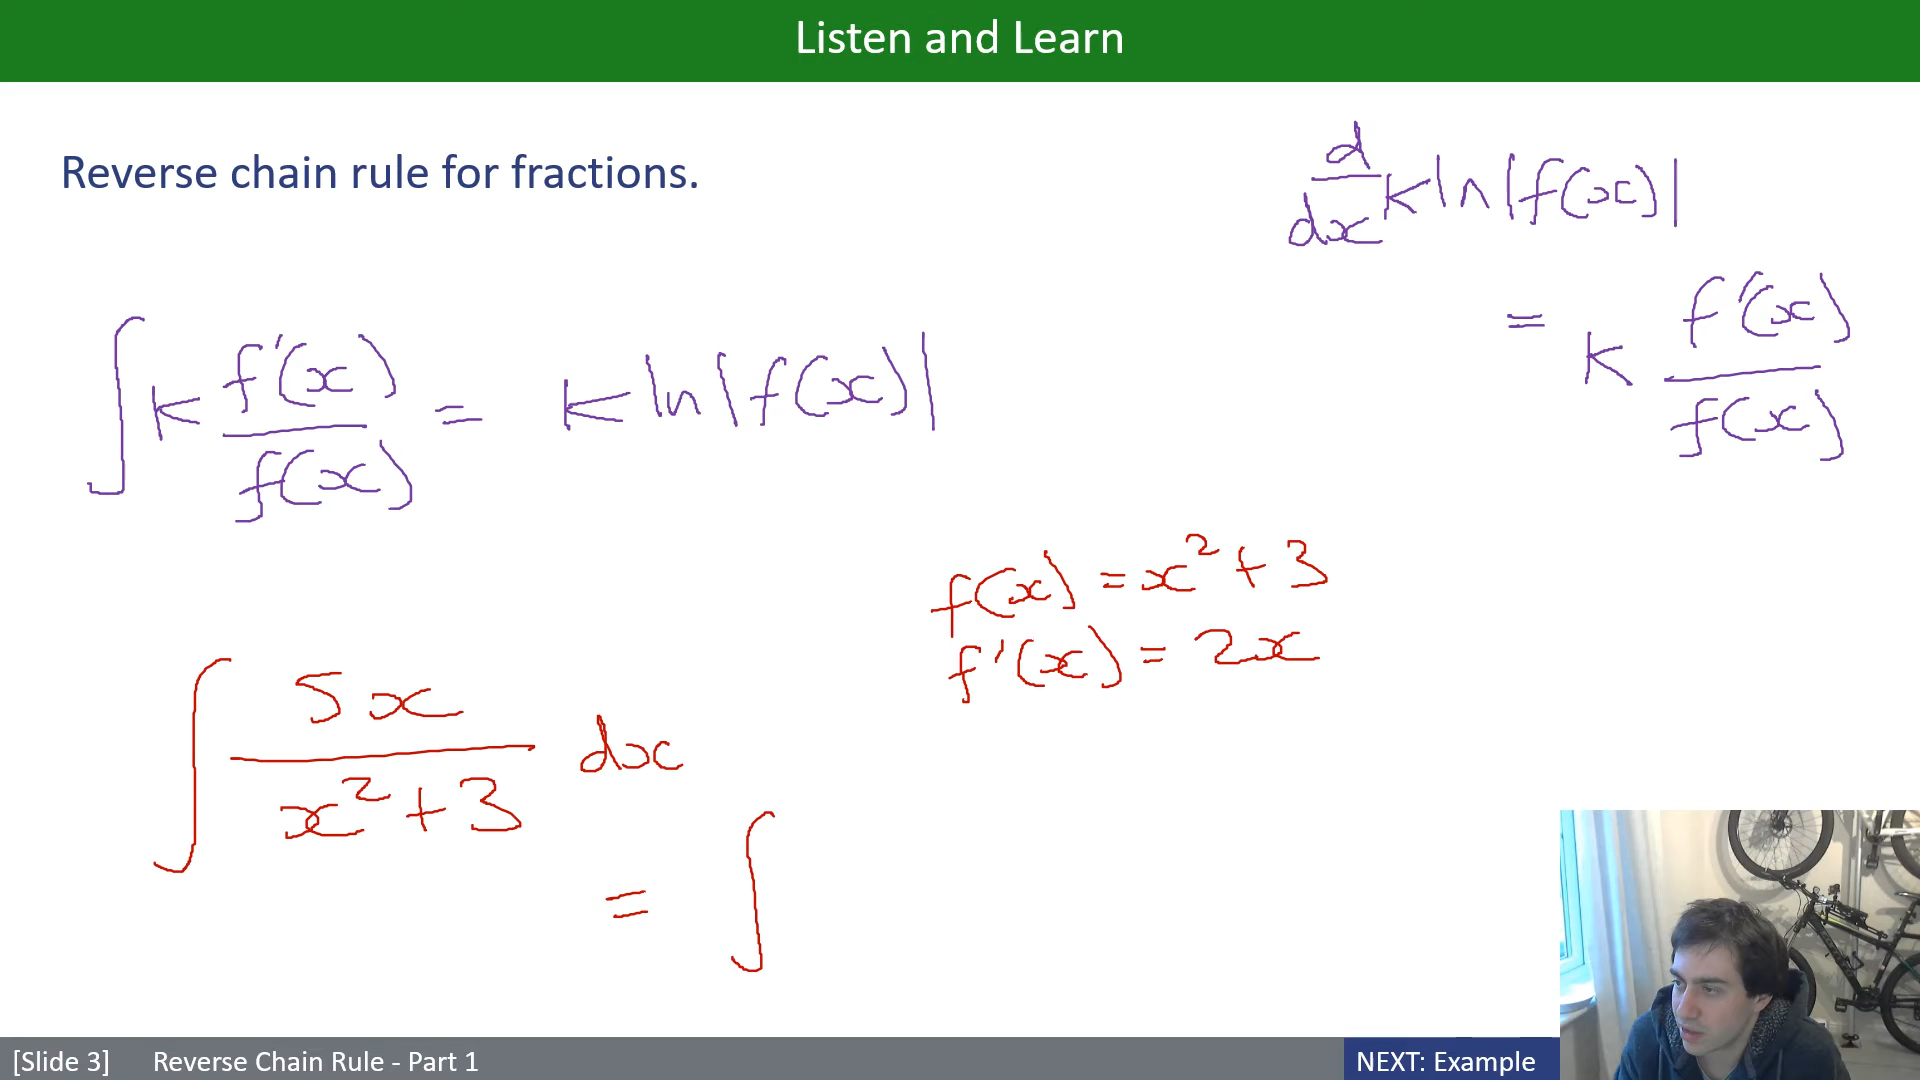 Listen and Learn
Reverse chain rule for fractions.
d/dx k ln|f(x)|
= k f'(x)/f(x)
∫ k f'(x)/f(x) = k ln|f(x)|
f(x) = x² + 3
f'(x) = 2x
∫ 5x/(x² + 3) dx
= ∫
[Slide 3] Reverse Chain Rule - Part 1
NEXT: Example